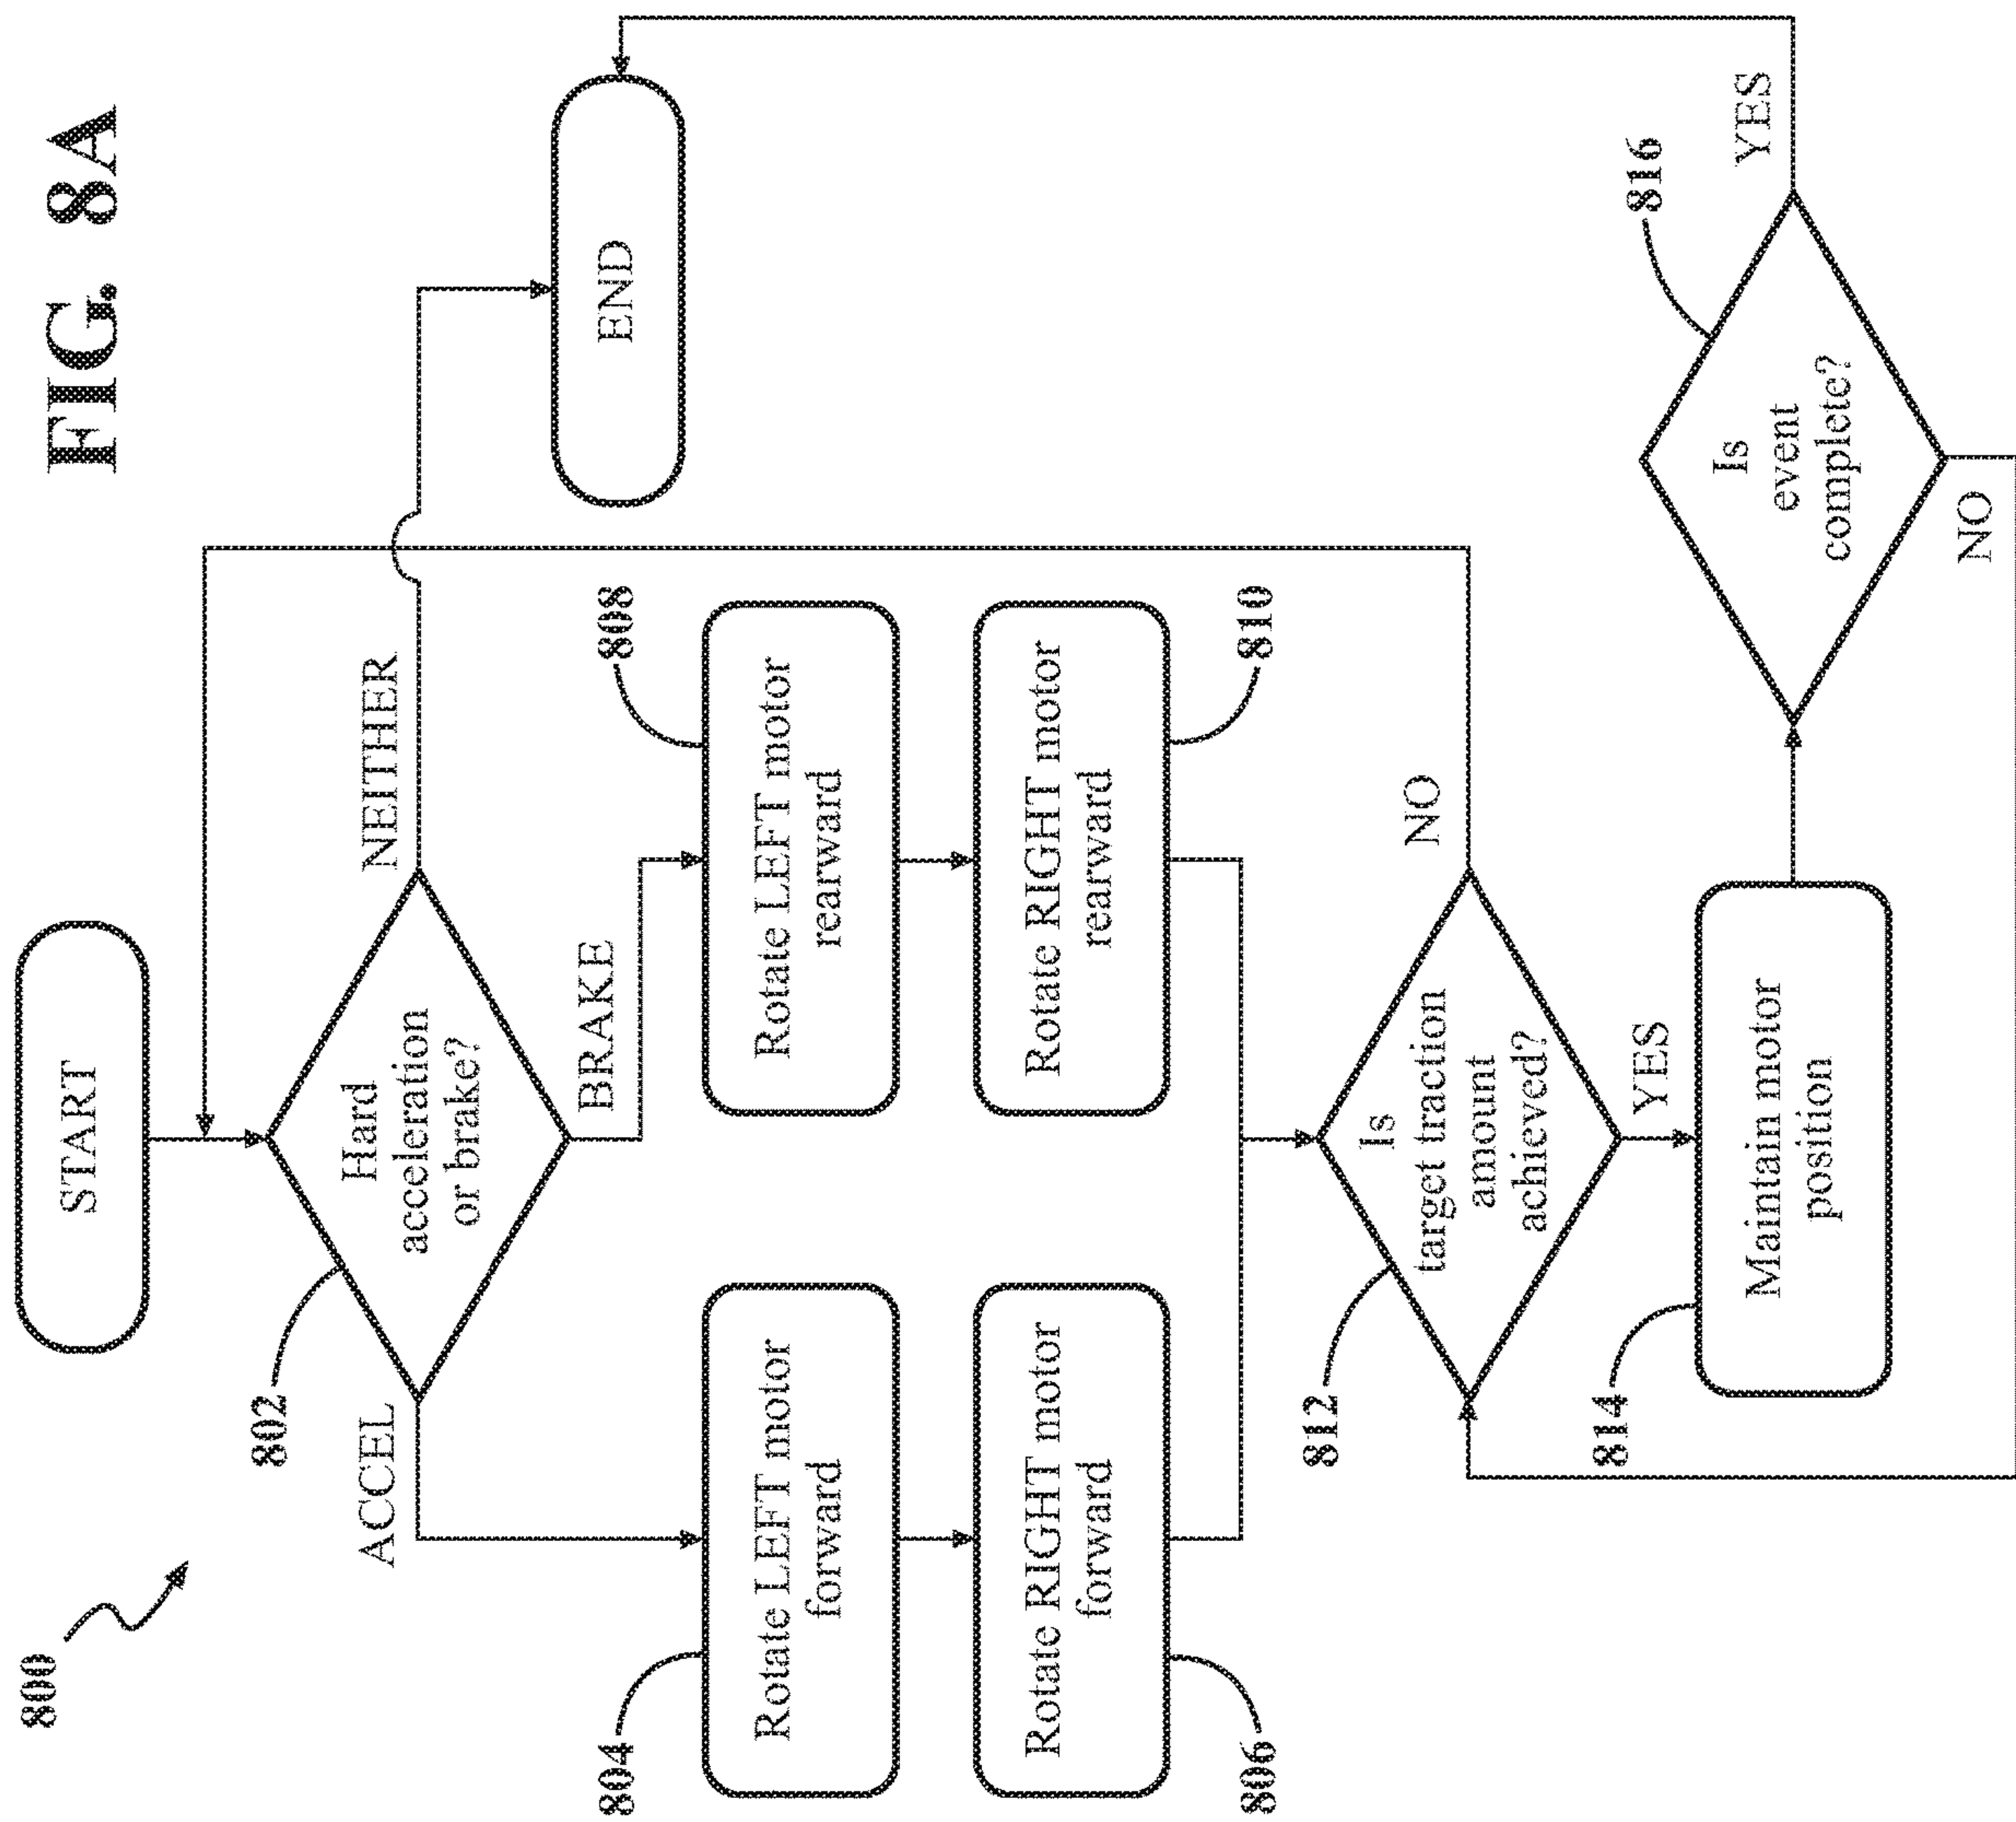 FIG. 8A
800
START
802
Hard
acceleration
or brake?
ACCEL
NEITHER
BRAKE
END
804
Rotate LEFT motor
forward
808
Rotate LEFT motor
rearward
Rotate RIGHT motor
forward
806
Rotate RIGHT motor
rearward
810
812
Is
target traction
amount
achieved?
NO
YES
814
Maintain motor
position
816
Is
event
complete?
YES
NO